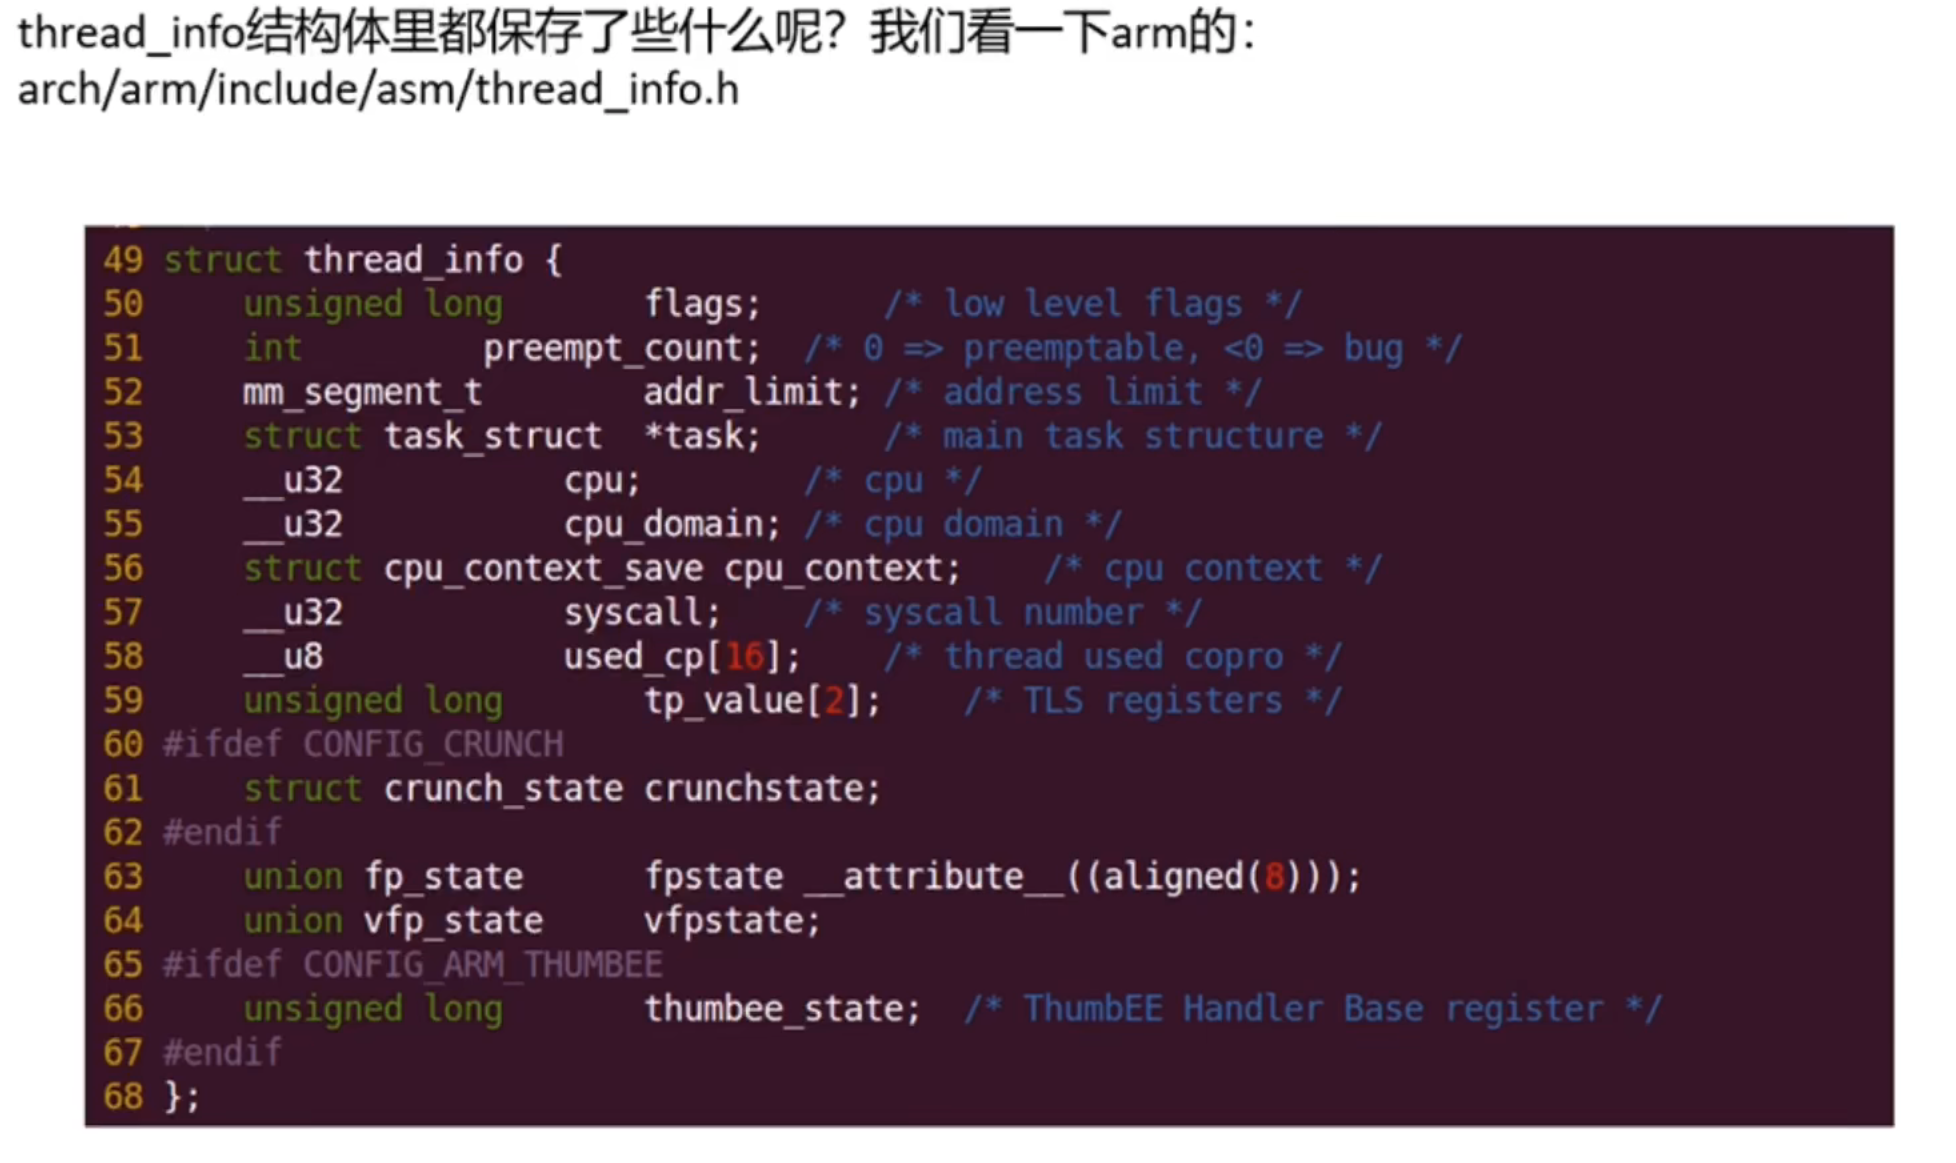 thread_info结构体里都保存了些什么呢？我们看一下arm的：
arch/arm/include/asm/thread_info.h
49 struct thread_info {
50     unsigned long       flags;      /* low level flags */
51     int         preempt_count;  /* 0 => preemptable, <0 => bug */
52     mm_segment_t        addr_limit; /* address limit */
53     struct task_struct  *task;      /* main task structure */
54     __u32           cpu;        /* cpu */
55     __u32           cpu_domain; /* cpu domain */
56     struct cpu_context_save cpu_context;    /* cpu context */
57     __u32           syscall;    /* syscall number */
58     __u8            used_cp[16];    /* thread used copro */
59     unsigned long       tp_value[2];    /* TLS registers */
60 #ifdef CONFIG_CRUNCH
61     struct crunch_state crunchstate;
62 #endif
63     union fp_state      fpstate __attribute__((aligned(8)));
64     union vfp_state     vfpstate;
65 #ifdef CONFIG_ARM_THUMBEE
66     unsigned long       thumbee_state;  /* ThumbEE Handler Base register */
67 #endif
68 };